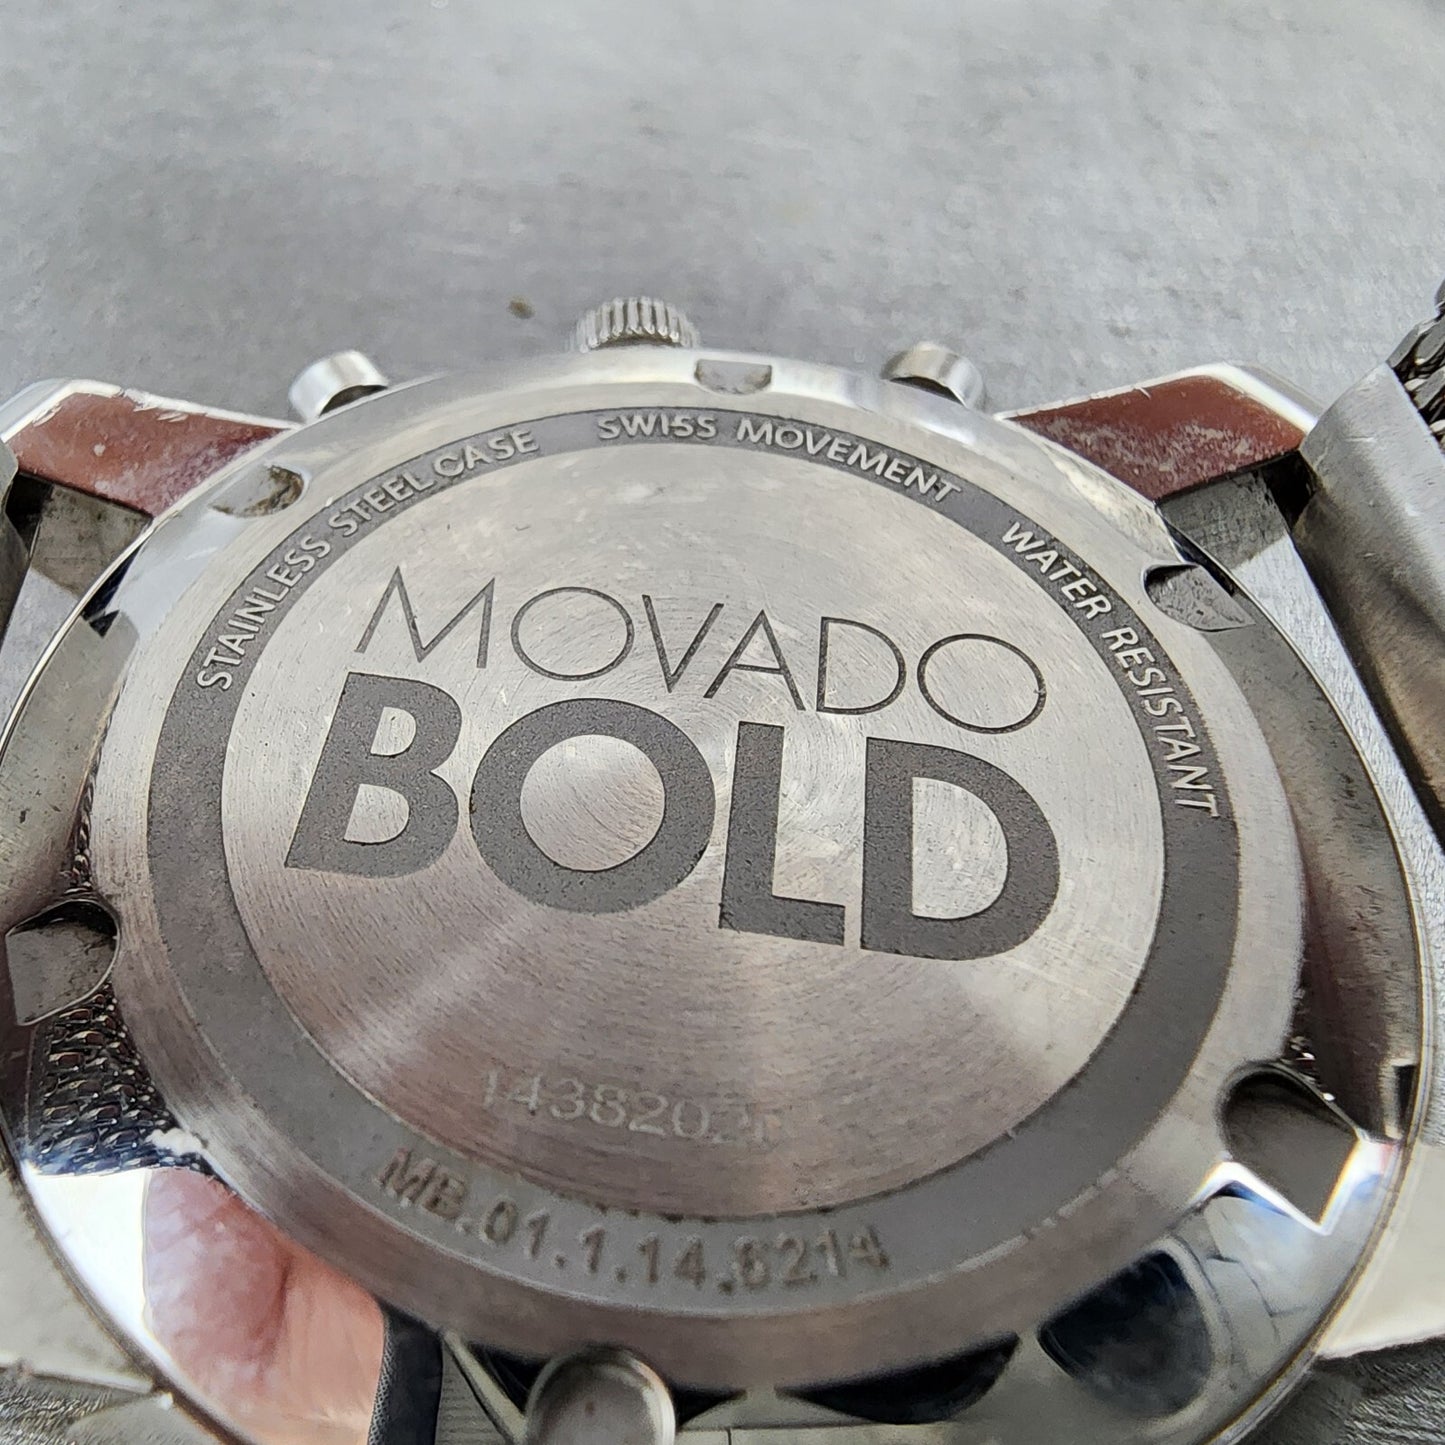 STAINLESS STEEL CASE SWISS MOVEMENT WATER RESISTANT
MOVADO
BOLD
MB.01.1.14.6214